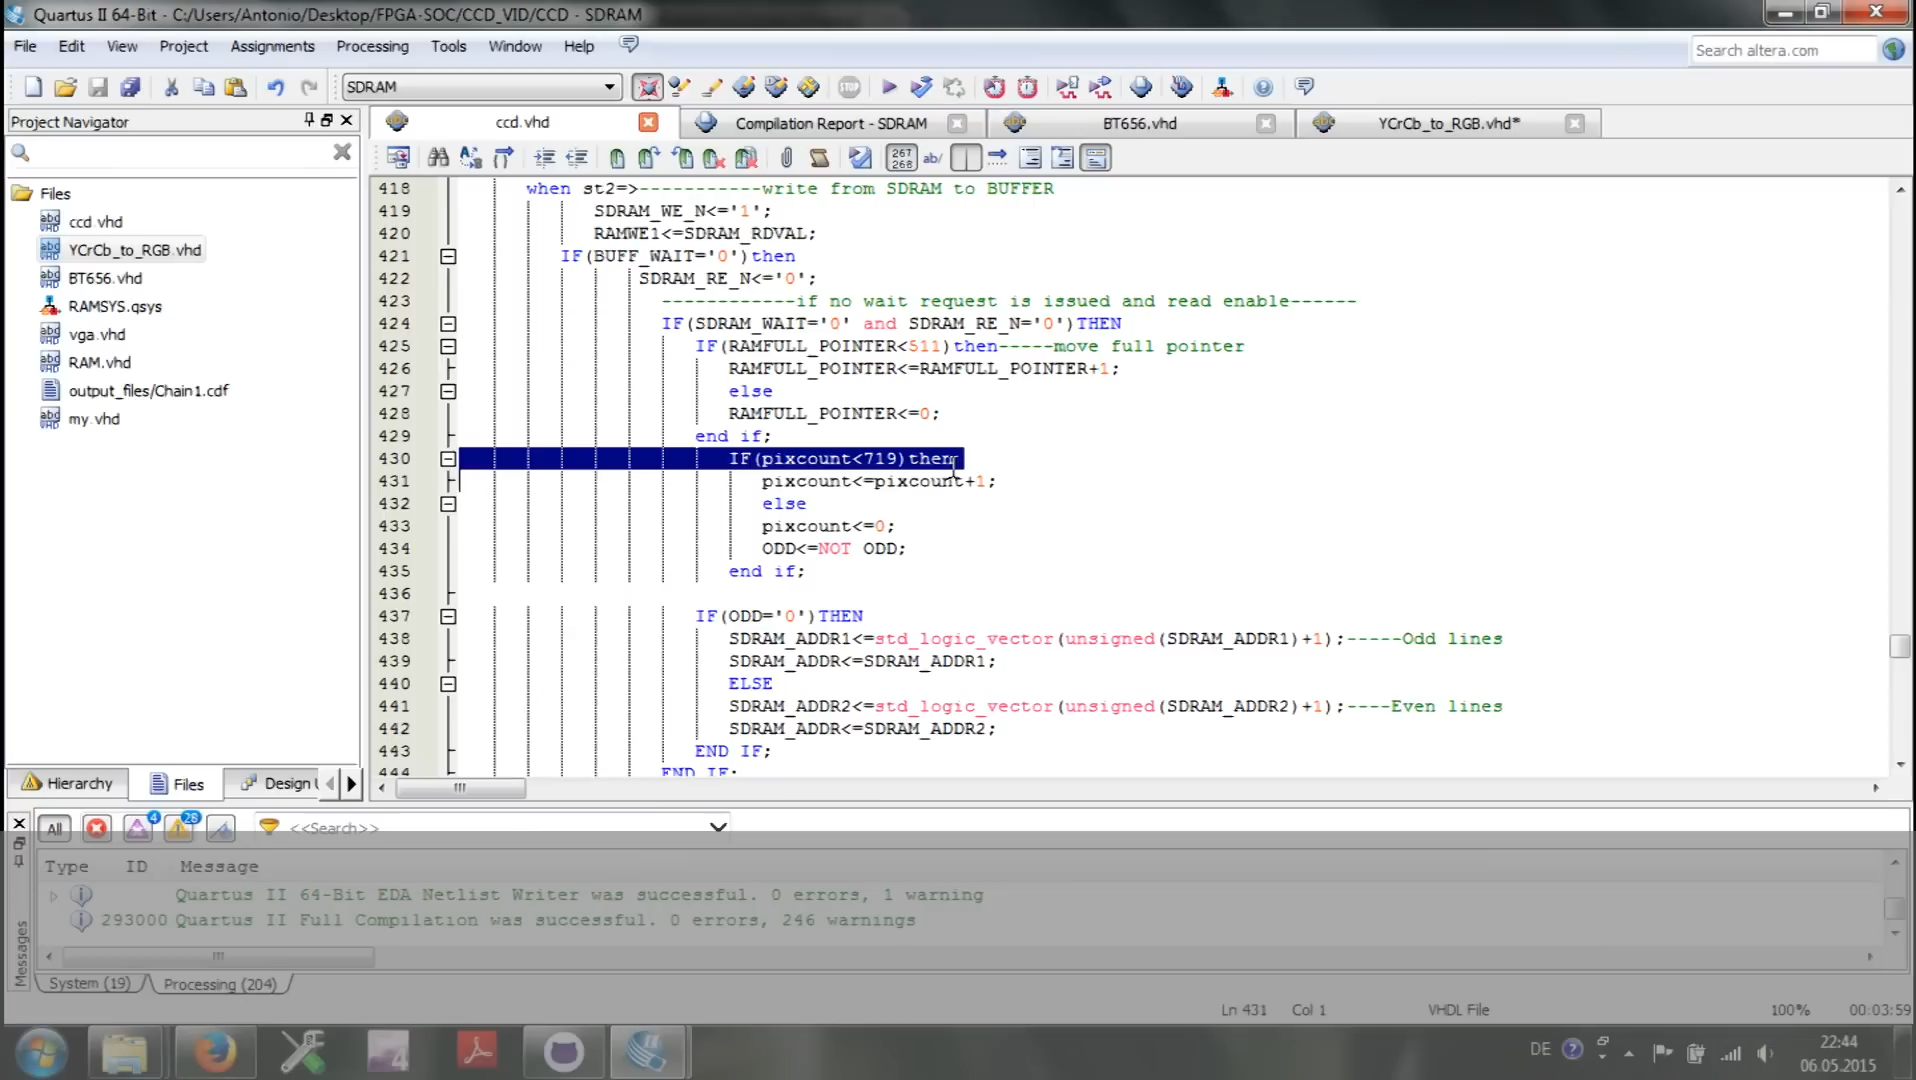 Quartus II 64-Bit - C:/Users/Antonio/Desktop/FPGA-SOC/CCD_VID/CCD - SDRAM
File Edit View Project Assignments Processing Tools Window Help
Search altera.com
SDRAM
Project Navigator
ccd.vhd
Compilation Report - SDRAM
BT656.vhd
YCrCb_to_RGB.vhd*
267
268
ab/
Files
ccd.vhd
YCrCb_to_RGB.vhd
BT656.vhd
RAMSYS.qsys
vga.vhd
RAM.vhd
output_files/Chain1.cdf
my.vhd
418 when st2=>-----------write from SDRAM to BUFFER
419 SDRAM_WE_N<='1';
420 RAMWE1<=SDRAM_RDVAL;
421 IF(BUFF_WAIT='0')then
422 SDRAM_RE_N<='0';
423 ------------if no wait request is issued and read enable------
424 IF(SDRAM_WAIT='0' and SDRAM_RE_N='0')THEN
425 IF(RAMFULL_POINTER<511)then-----move full pointer
426 RAMFULL_POINTER<=RAMFULL_POINTER+1;
427 else
428 RAMFULL_POINTER<=0;
429 end if;
430 IF(pixcount<719)then
431 pixcount<=pixcount+1;
432 else
433 pixcount<=0;
434 ODD<=NOT ODD;
435 end if;
436
437 IF(ODD='0')THEN
438 SDRAM_ADDR1<=std_logic_vector(unsigned(SDRAM_ADDR1)+1);-----Odd lines
439 SDRAM_ADDR<=SDRAM_ADDR1;
440 ELSE
441 SDRAM_ADDR2<=std_logic_vector(unsigned(SDRAM_ADDR2)+1);----Even lines
442 SDRAM_ADDR<=SDRAM_ADDR2;
443 END IF;
444 END IF;
Hierarchy Files Design
All 4 28 <<Search>>
Type ID Message
Quartus II 64-Bit EDA Netlist Writer was successful. 0 errors, 1 warning
293000 Quartus II Full Compilation was successful. 0 errors, 246 warnings
Messages
System (19) Processing (204)
Ln 431 Col 1 VHDL File 100% 00:03:59
DE 22:44
06.05.2015